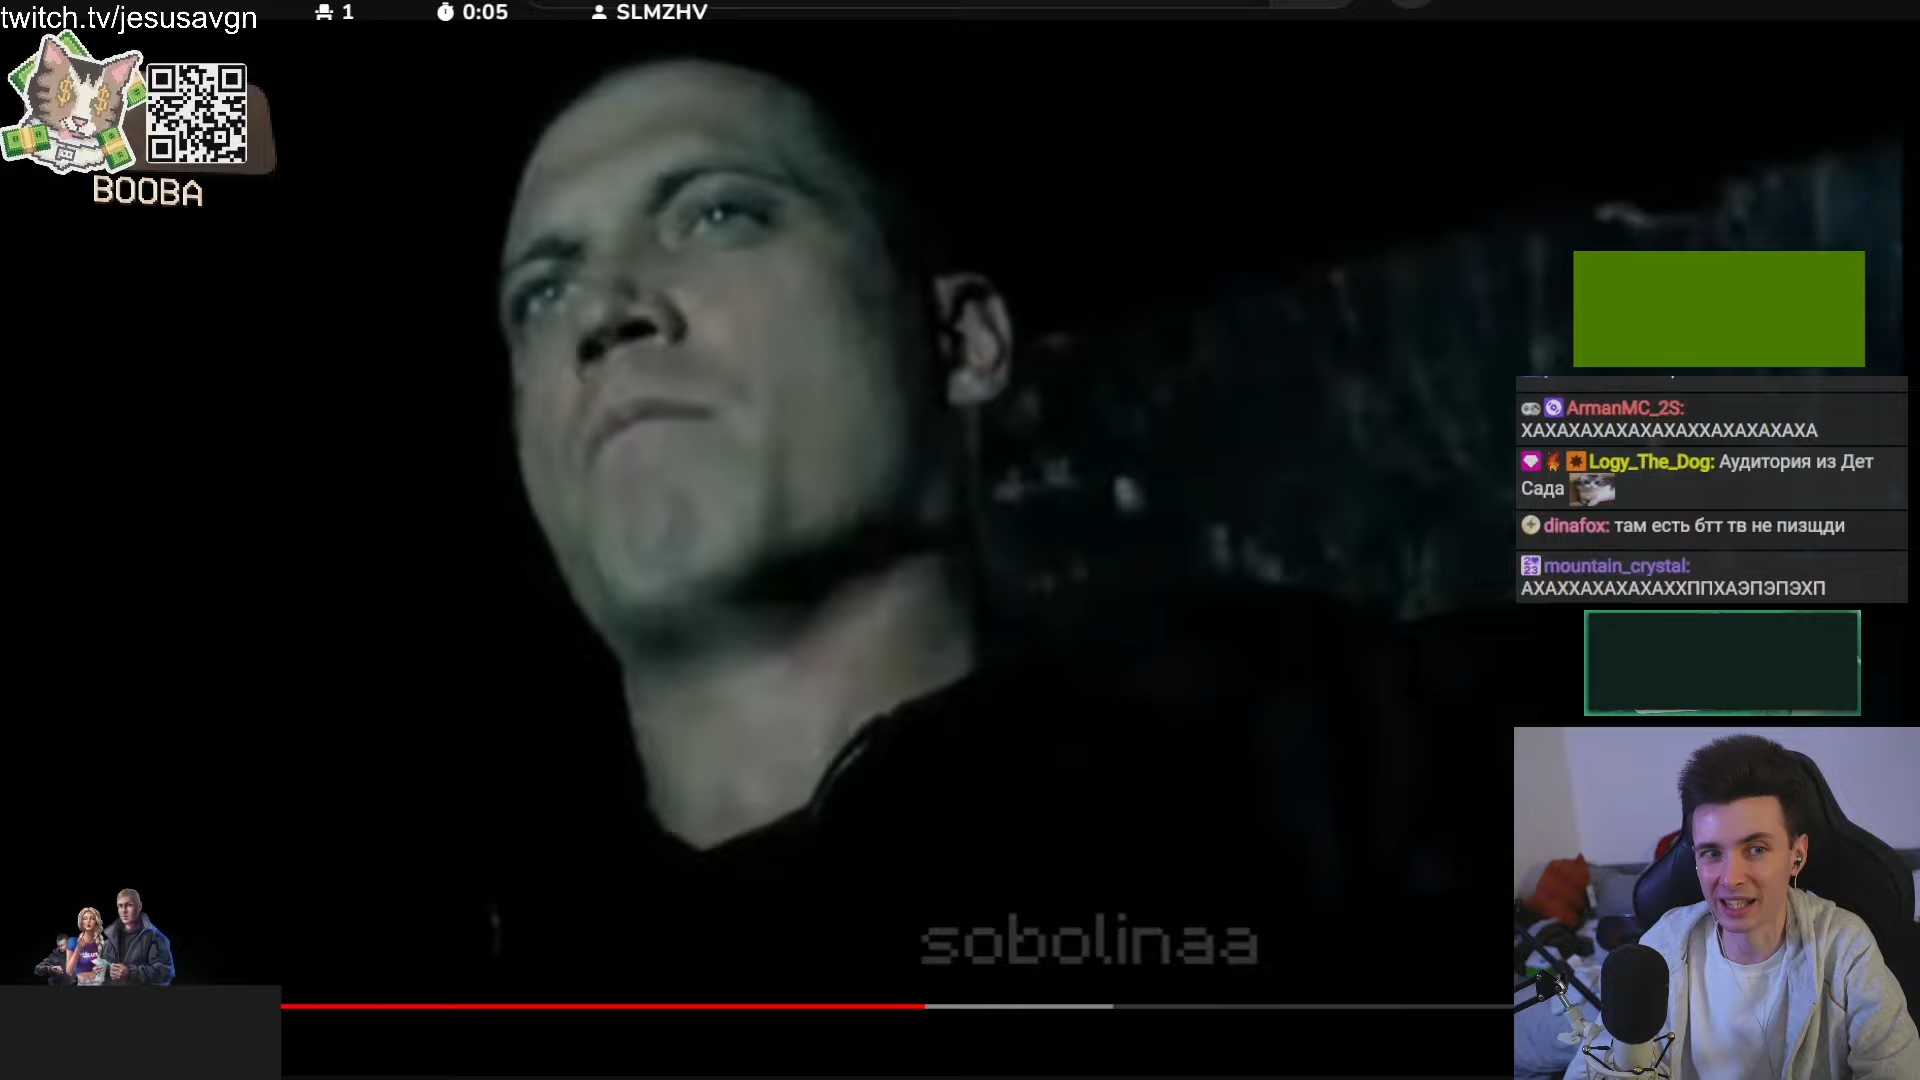 twitch.tv/jesusavgn
1
0:05
SLMZHV
BOOBA
ArmanMC_2S:
ХАХАХАХАХАХАХАХХАХАХАХАХА
Logy_The_Dog: Аудитория из Дет
Сада
dinafox: там есть бтт тв не пизщди
mountain_crystal:
АХАХХАХАХАХАХХППХАЭПЭПЭХП
sobolinaa